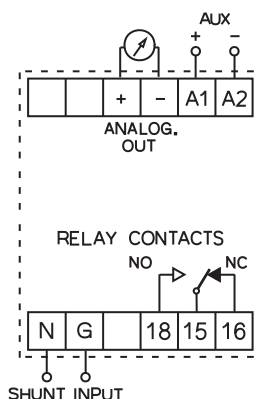 AUX
+ −
+ − A1 A2
ANALOG.
OUT
RELAY CONTACTS
NO NC
N G 18 15 16
SHUNT INPUT